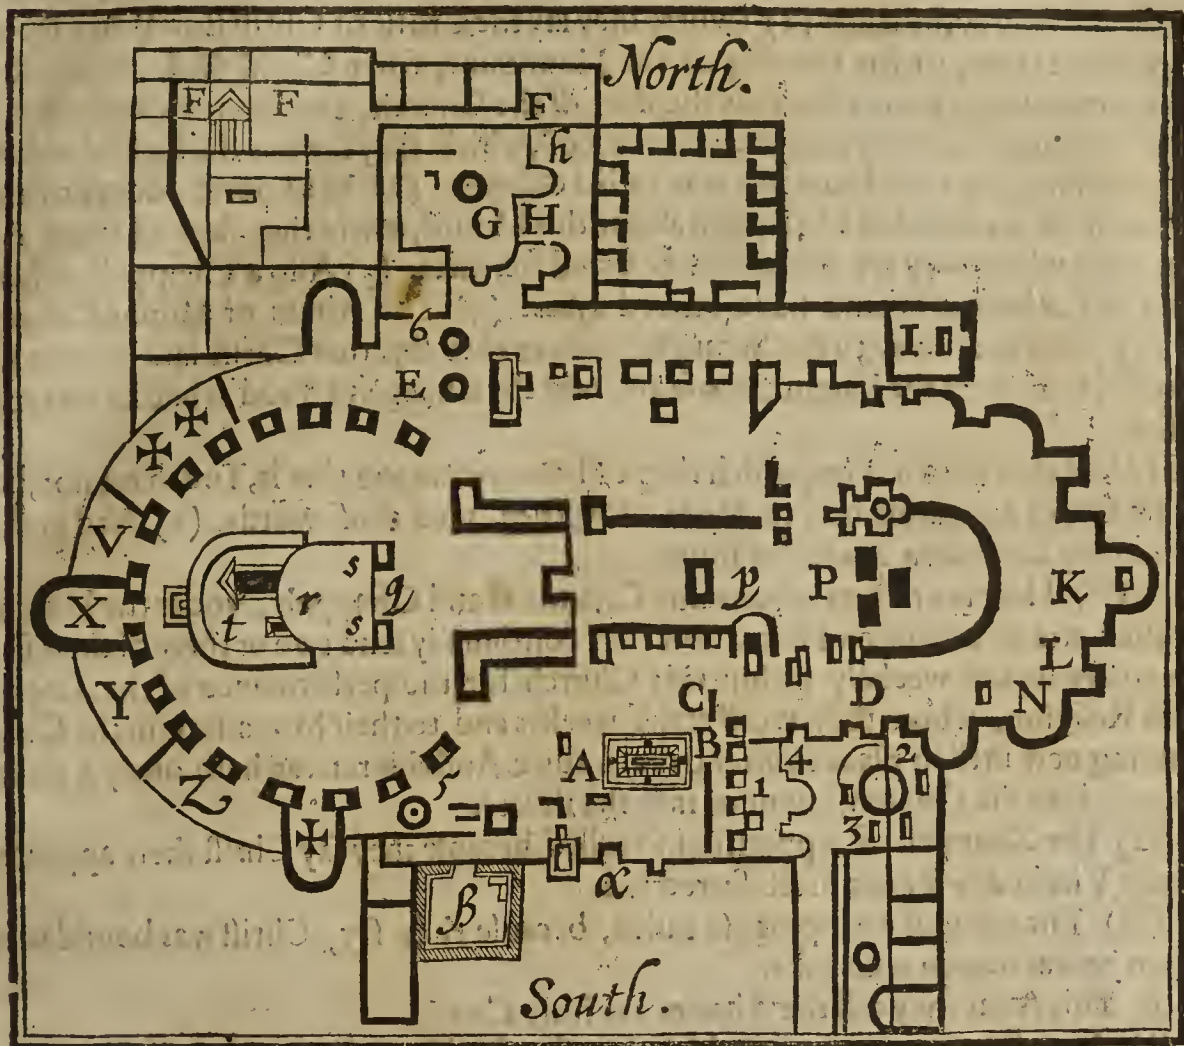 North.
F F
F
h
G H
6
E
I
V
X
t
r
s
s
q
p
P
K
L
N
D
C
B
A
Y
Z
1
4
2
3
5
α
β
South.